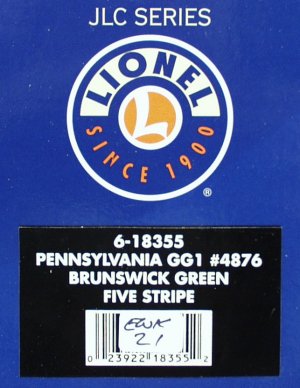 JLC SERIES
LIONEL
SINCE 1900
L
®
6-18355
PENNSYLVANIA GG1 #4876
BRUNSWICK GREEN
FIVE STRIPE
21
0 23922 18355 2